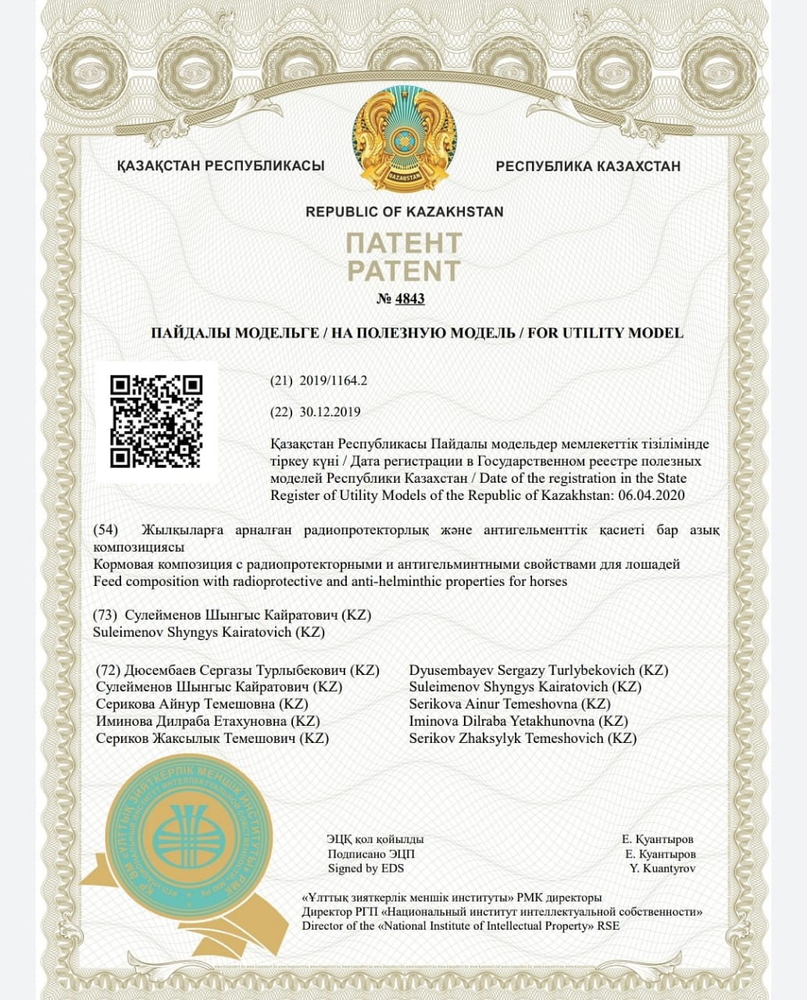 ҚАЗАҚСТАН РЕСПУБЛИКАСЫ
РЕСПУБЛИКА КАЗАХСТАН
QAZAQSTAN
REPUBLIC OF KAZAKHSTAN
ПАТЕНТ
PATENT
№ 4843
ПАЙДАЛЫ МОДЕЛЬГЕ / НА ПОЛЕЗНУЮ МОДЕЛЬ / FOR UTILITY MODEL
(21) 2019/1164.2
(22) 30.12.2019
Қазақстан Республикасы Пайдалы модельдер мемлекеттік тізілімінде
тіркеу күні / Дата регистрации в Государственном реестре полезных
моделей Республики Казахстан / Date of the registration in the State
Register of Utility Models of the Republic of Kazakhstan: 06.04.2020
(54) Жылқыларға арналған радиопротекторлық және антигельменттік қасиеті бар азық
композициясы
Кормовая композиция с радиопротекторными и антигельминтными свойствами для лошадей
Feed composition with radioprotective and anti-helminthic properties for horses
(73) Сулейменов Шынгыс Кайратович (KZ)
Suleimenov Shyngys Kairatovich (KZ)
(72) Дюсембаев Сергазы Турлыбекович (KZ)
Сулейменов Шынгыс Кайратович (KZ)
Серикова Айнур Темешовна (KZ)
Иминова Дилраба Етахуновна (KZ)
Сериков Жаксылык Темешович (KZ)
Dyusembayev Sergazy Turlybekovich (KZ)
Suleimenov Shyngys Kairatovich (KZ)
Serikova Ainur Temeshovna (KZ)
Iminova Dilraba Yetakhunovna (KZ)
Serikov Zhaksylyk Temeshovich (KZ)
ҚР ӘМ «ҰЛТТЫҚ ЗИЯТКЕРЛІК МЕНШІК ИНСТИТУТЫ» РМК
РГП «НАЦИОНАЛЬНЫЙ ИНСТИТУТ ИНТЕЛЛЕКТУАЛЬНОЙ СОБСТВЕННОСТИ» МЮ РК
ЭЦҚ қол қойылды Е. Қуантыров
Подписано ЭЦП Е. Куантыров
Signed by EDS Y. Kuantyrov
«Ұлттық зияткерлік меншік институты» РМК директоры
Директор РГП «Национальный институт интеллектуальной собственности»
Director of the «National Institute of Intellectual Property» RSE